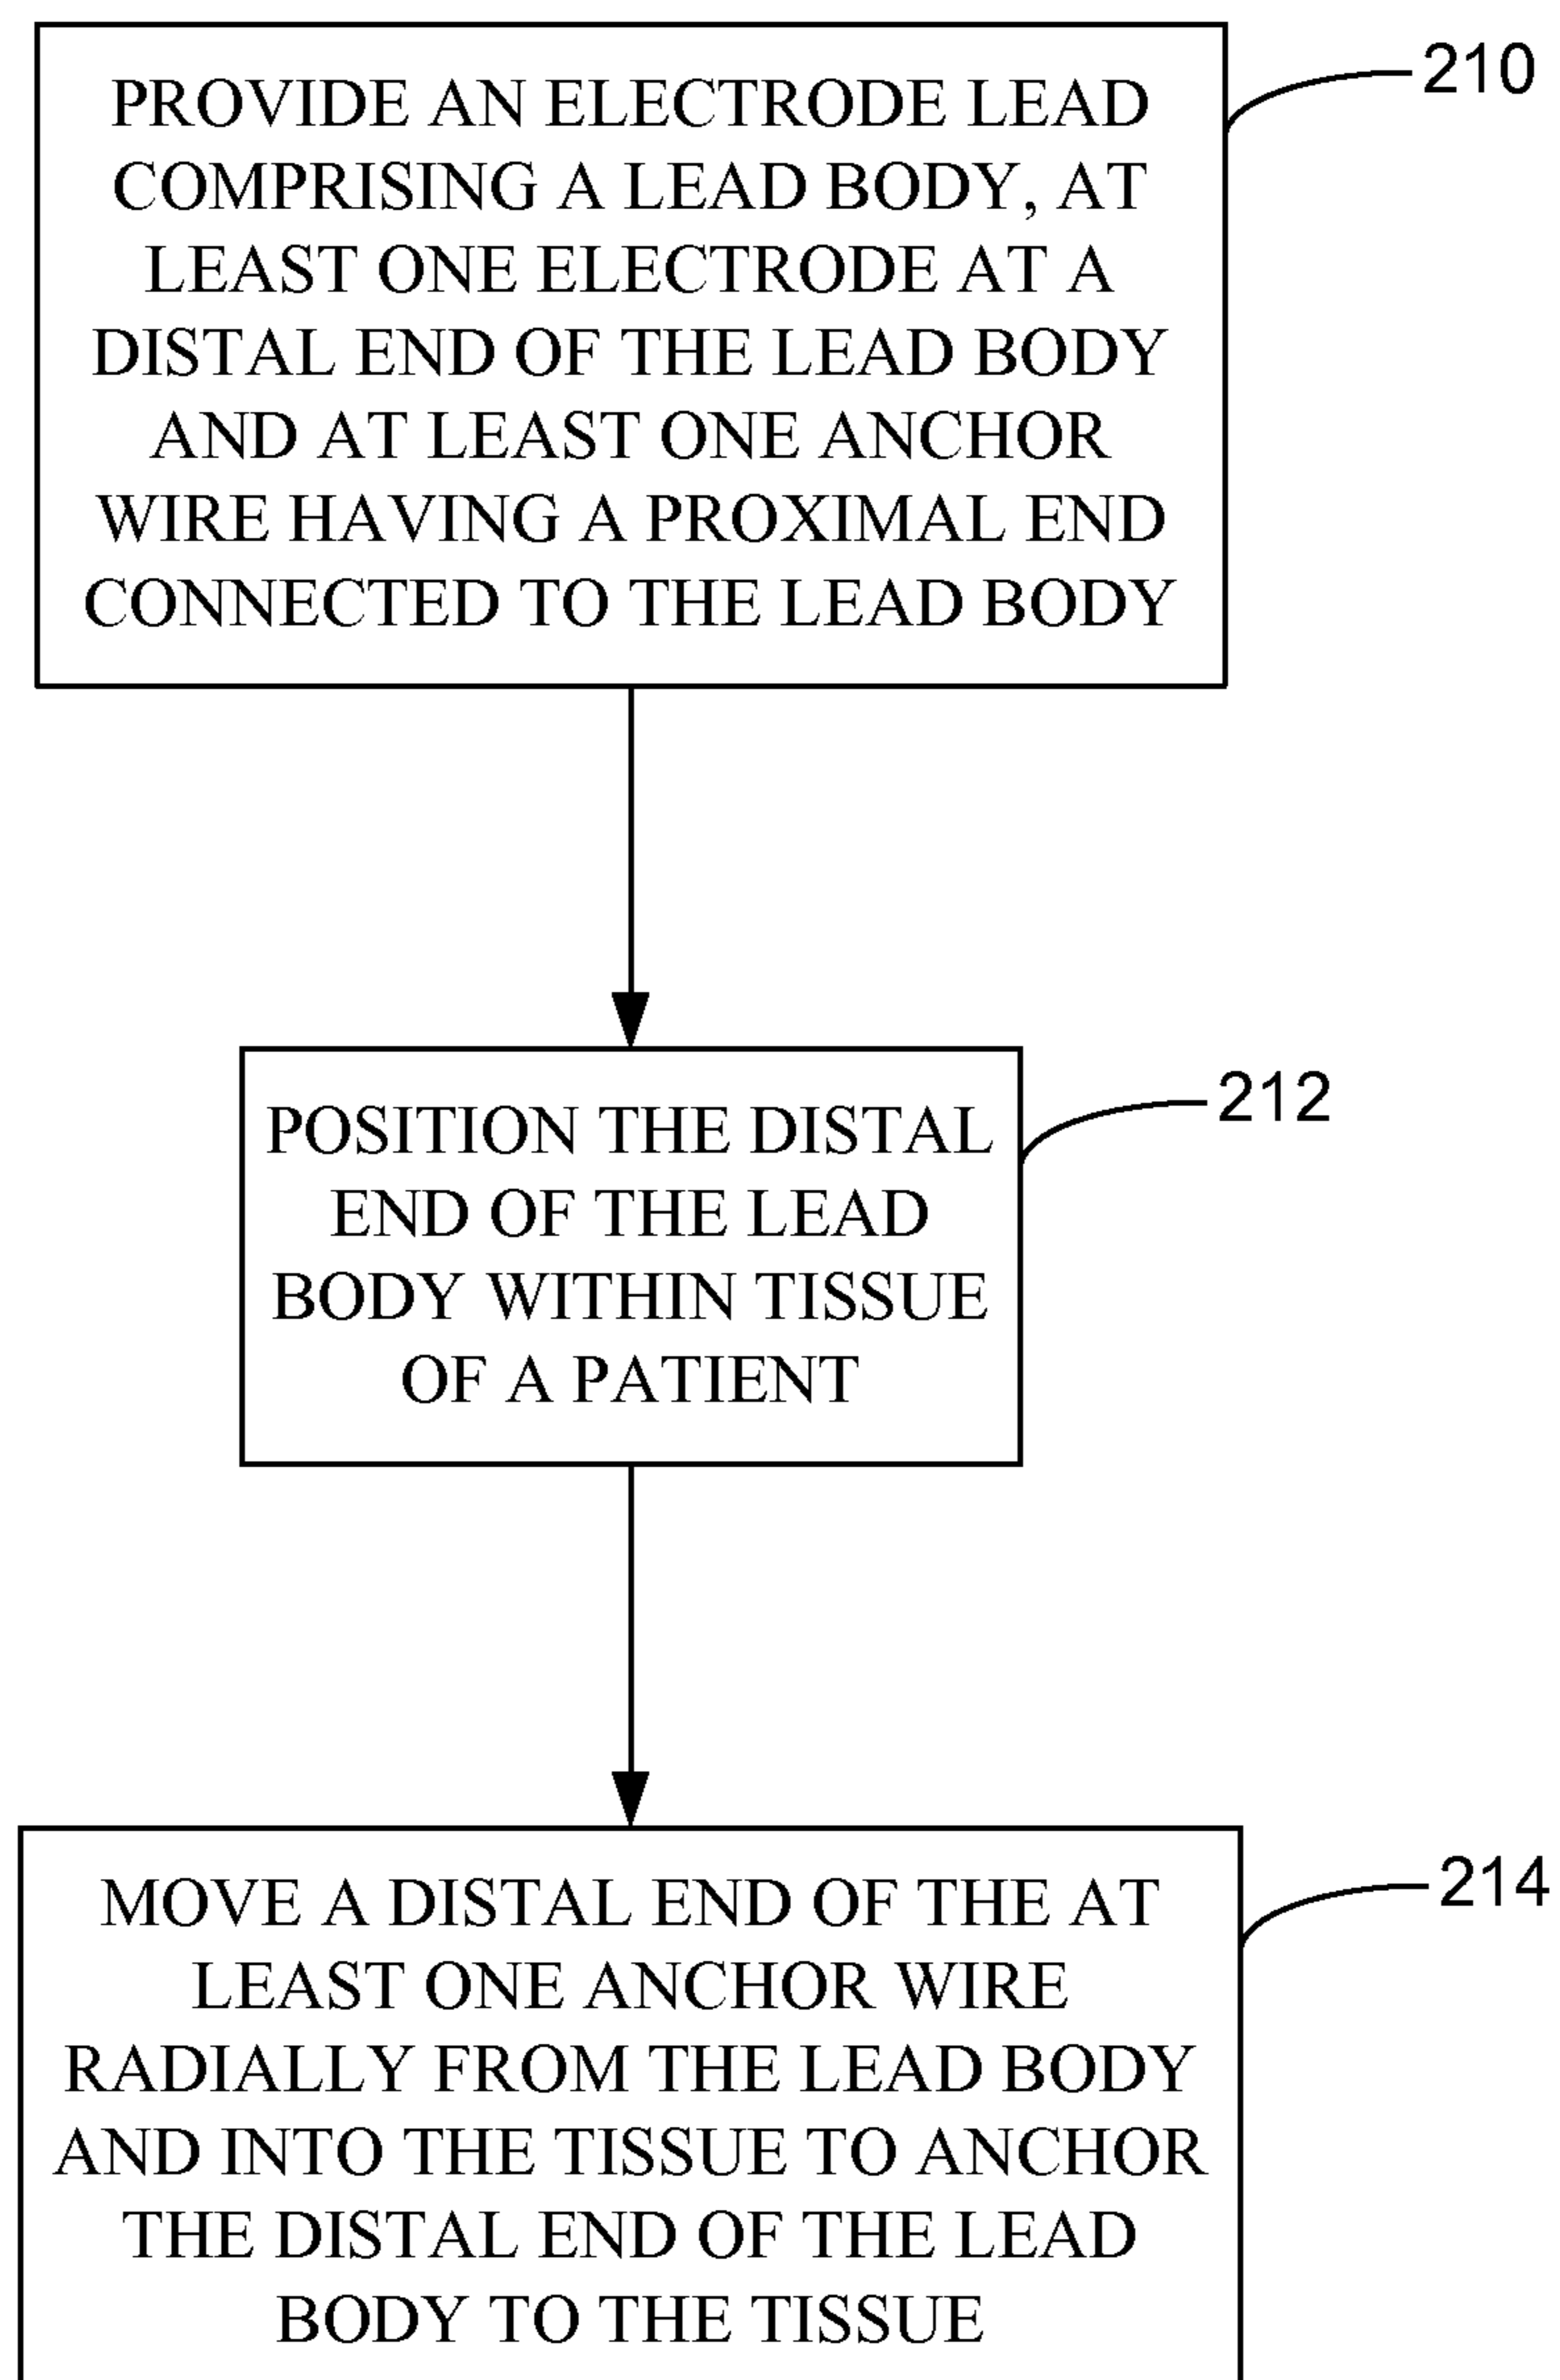 PROVIDE AN ELECTRODE LEAD
COMPRISING A LEAD BODY, AT
LEAST ONE ELECTRODE AT A
DISTAL END OF THE LEAD BODY
AND AT LEAST ONE ANCHOR
WIRE HAVING A PROXIMAL END
CONNECTED TO THE LEAD BODY
210
POSITION THE DISTAL
END OF THE LEAD
BODY WITHIN TISSUE
OF A PATIENT
212
MOVE A DISTAL END OF THE AT
LEAST ONE ANCHOR WIRE
RADIALLY FROM THE LEAD BODY
AND INTO THE TISSUE TO ANCHOR
THE DISTAL END OF THE LEAD
BODY TO THE TISSUE
214